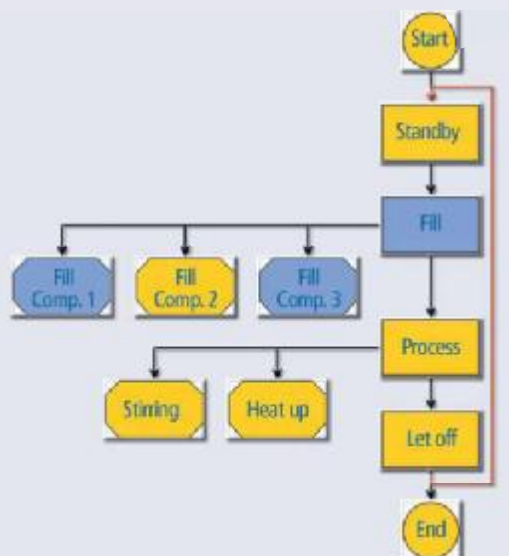 Start
Standby
Fill
Fill
Comp. 1
Fill
Comp. 2
Fill
Comp. 3
Process
Stirring
Heat up
Let off
End